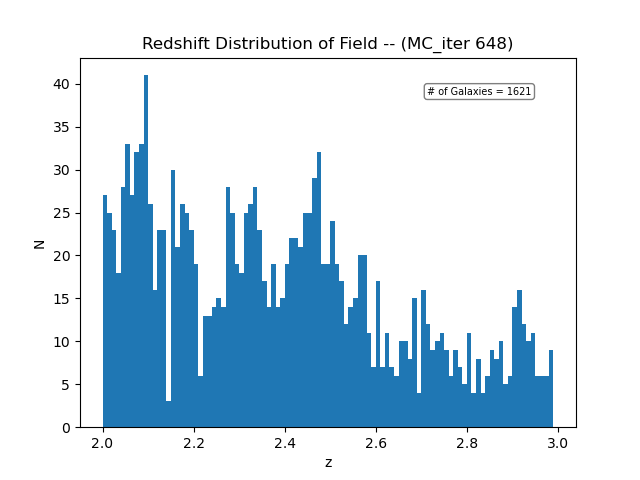 Redshift Distribution of Field -- (MC_iter 648)
# of Galaxies = 1621
N
40
35
30
25
20
15
10
5
0
2.0 2.2 2.4 2.6 2.8 3.0
z